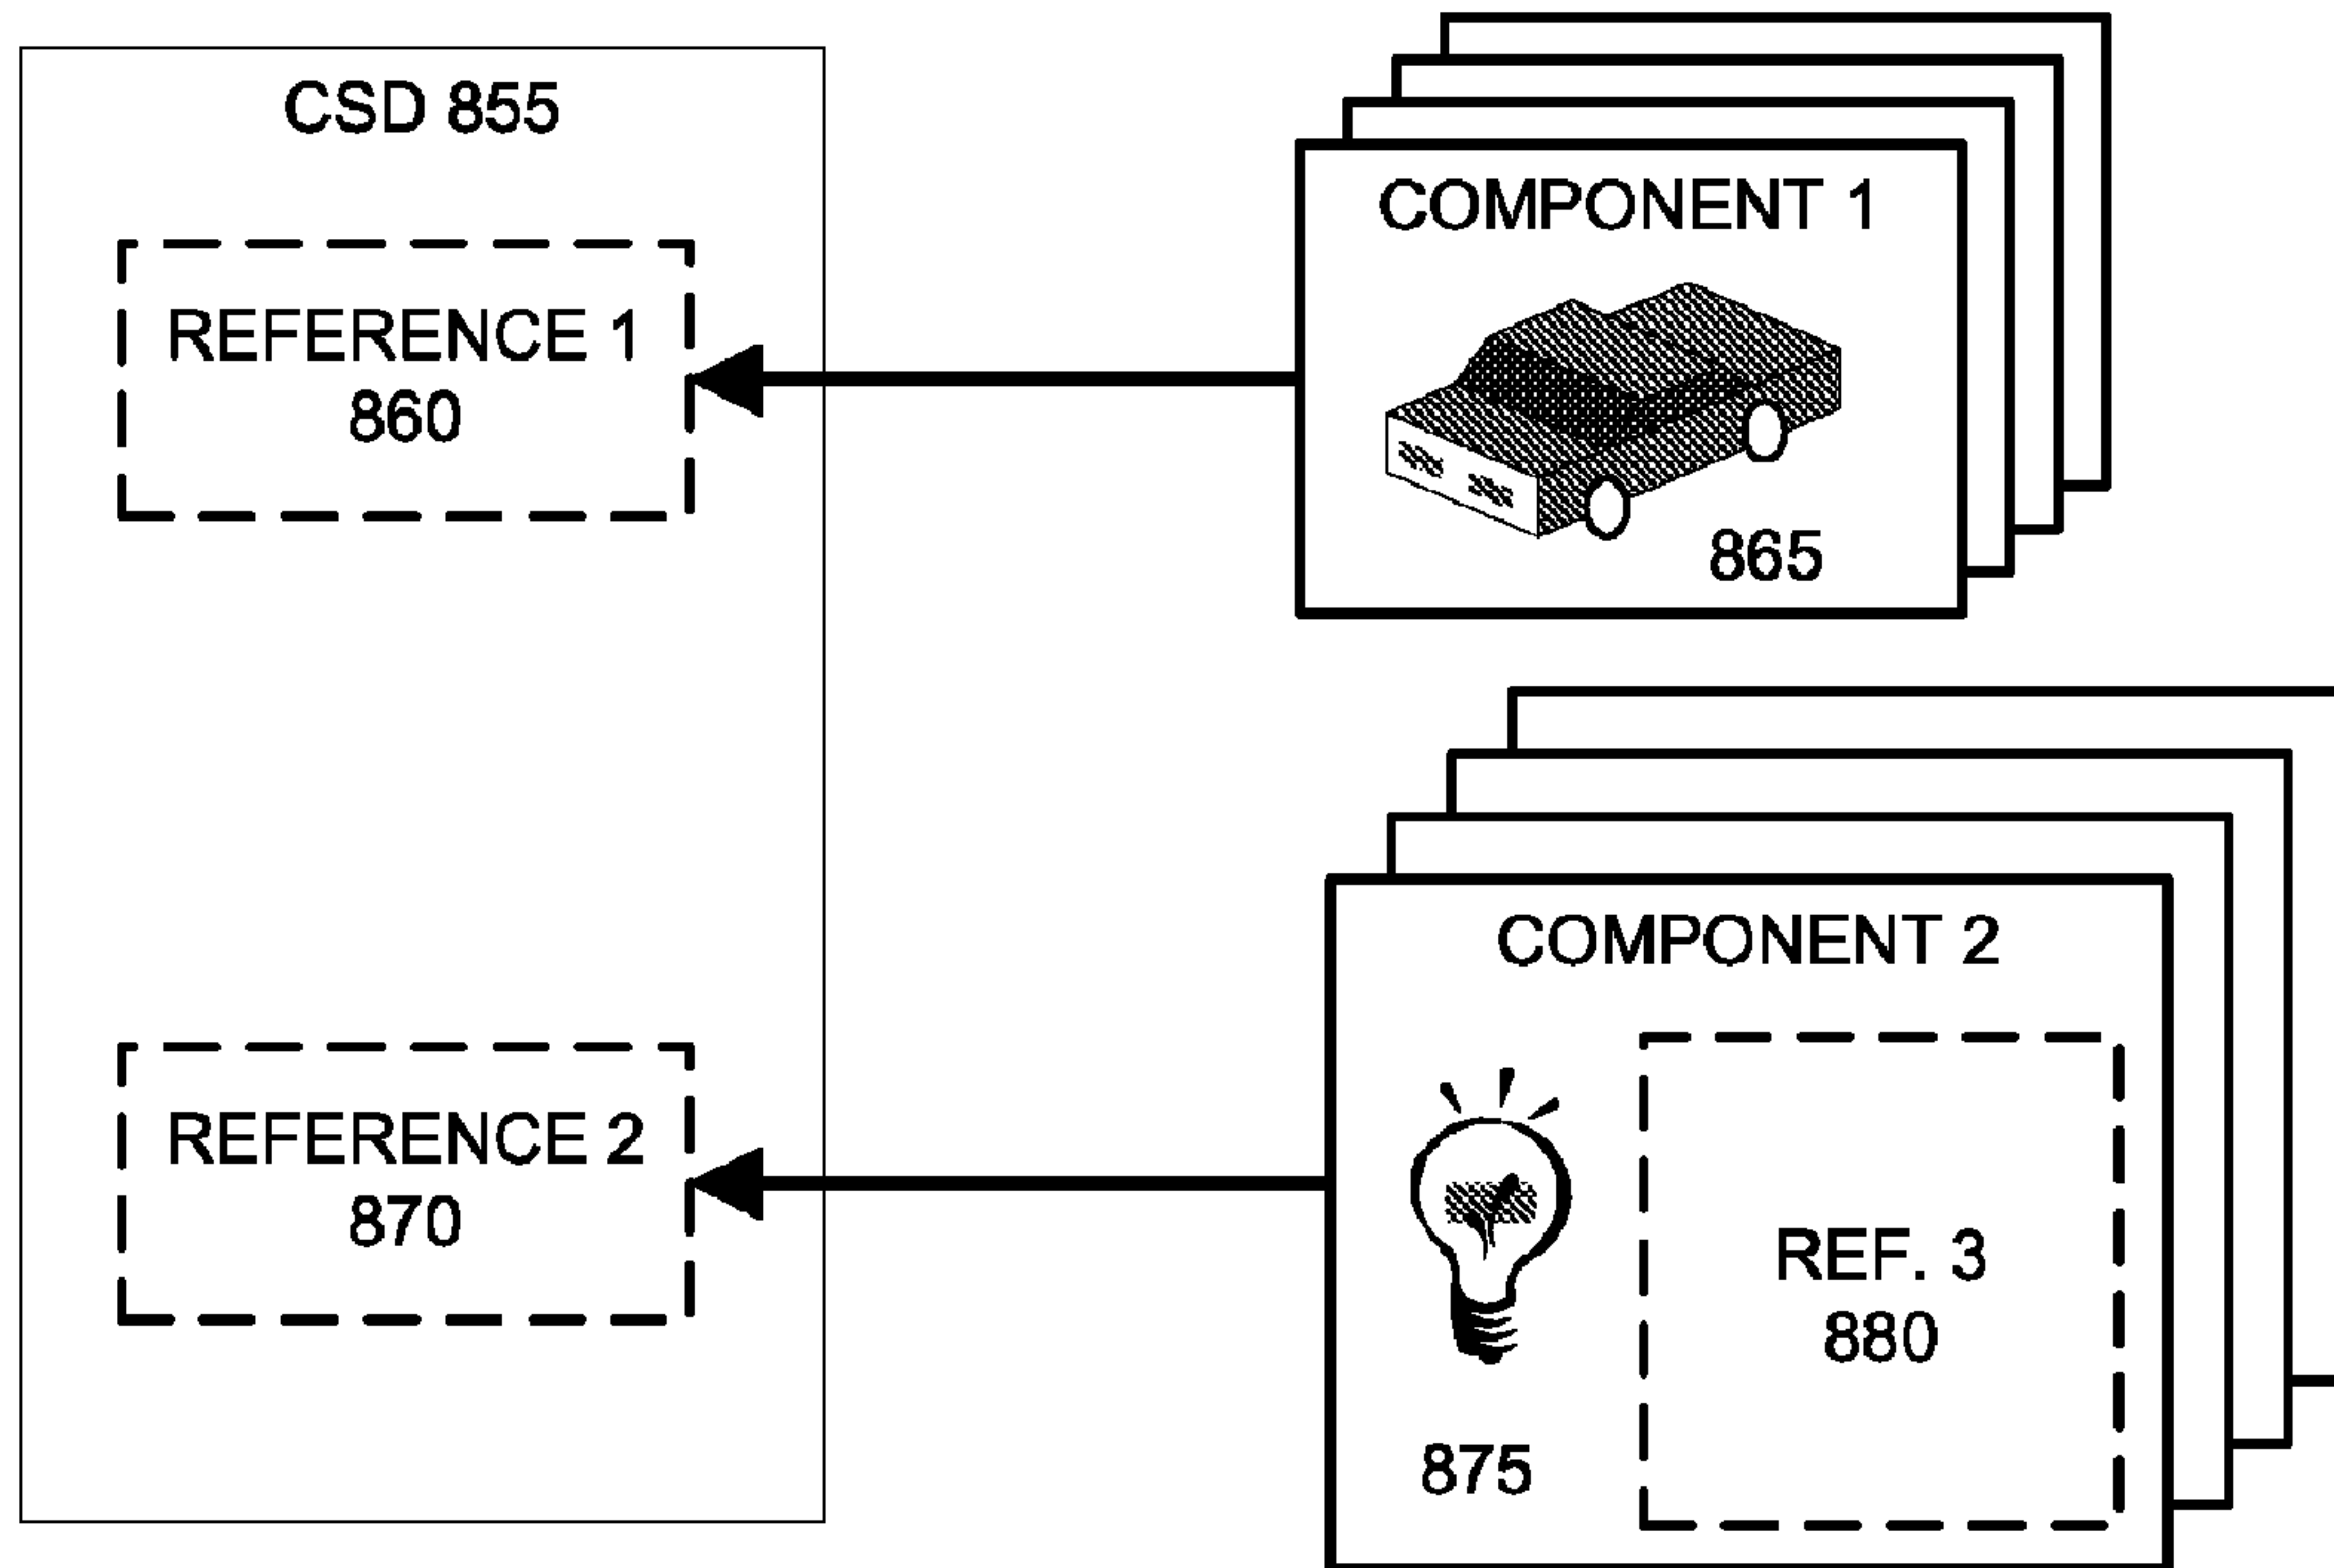 CSD 855
REFERENCE 1
860
COMPONENT 1
865
REFERENCE 2
870
COMPONENT 2
875
REF. 3
880